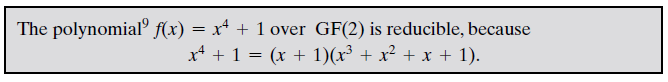 The polynomial⁹ f(x) = x⁴ + 1 over GF(2) is reducible, because
x⁴ + 1 = (x + 1)(x³ + x² + x + 1).